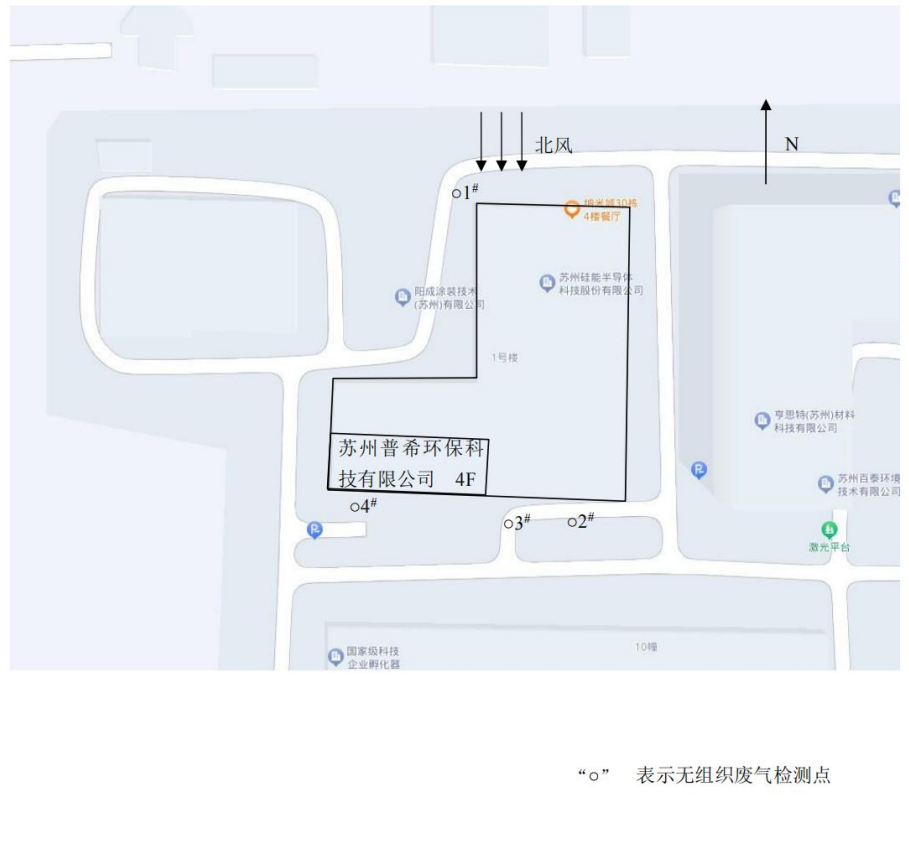 北风
N
○1#
纳米城30栋
4楼餐厅
苏州硅能半导体
科技股份有限公司
阳成涂装技术
(苏州)有限公司
1号楼
亨思特(苏州)材料
科技有限公司
苏州普希环保科
技有限公司 4F
苏州百泰环境
技术有限公司
○4#
○3#
○2#
P
P
激光平台
国家级科技
企业孵化器
10幢
“○” 表示无组织废气检测点